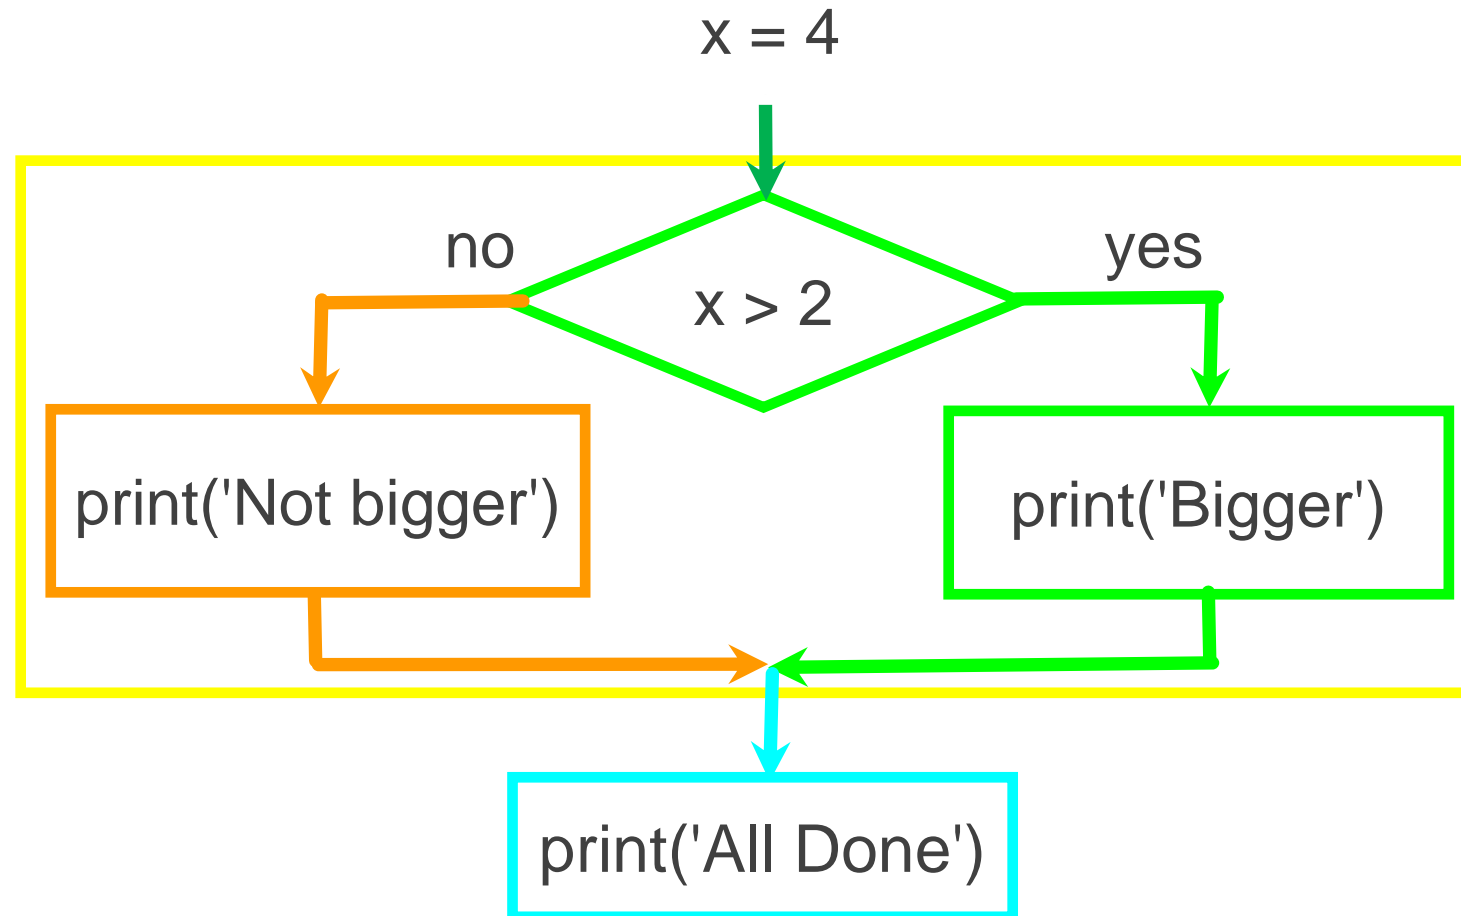 x = 4
no
yes
x > 2
print('Not bigger')
print('Bigger')
print('All Done')